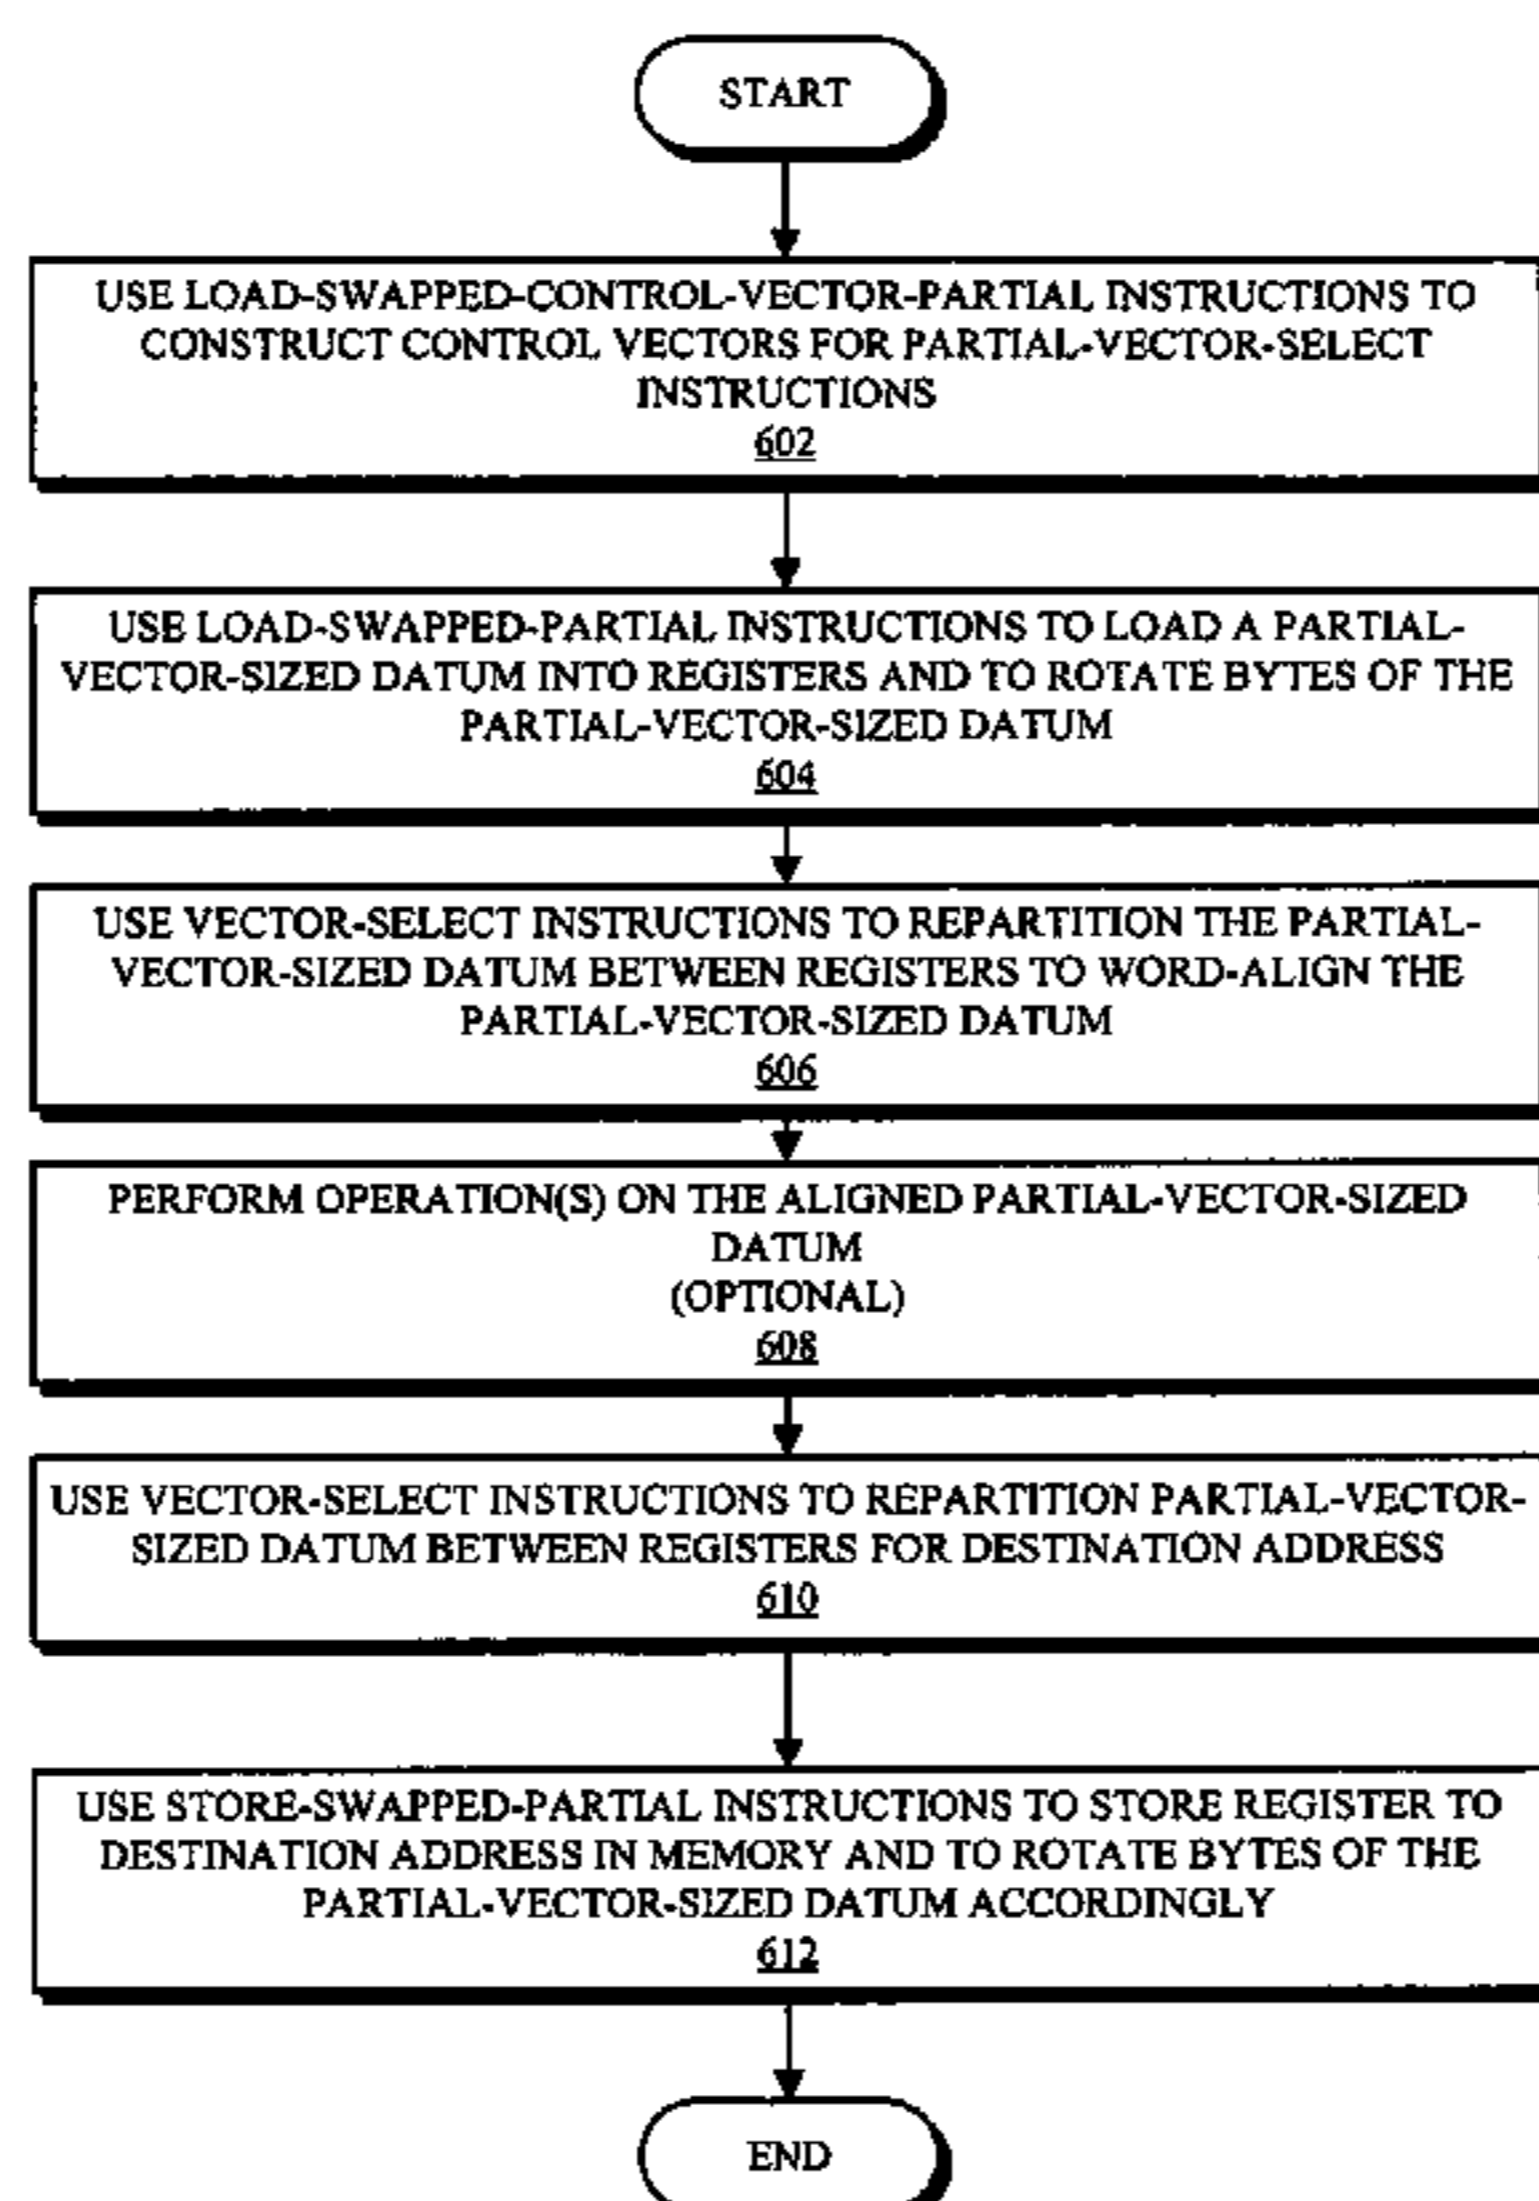 START
USE LOAD-SWAPPED-CONTROL-VECTOR-PARTIAL INSTRUCTIONS TO
CONSTRUCT CONTROL VECTORS FOR PARTIAL-VECTOR-SELECT
INSTRUCTIONS
602
USE LOAD-SWAPPED-PARTIAL INSTRUCTIONS TO LOAD A PARTIAL-
VECTOR-SIZED DATUM INTO REGISTERS AND TO ROTATE BYTES OF THE
PARTIAL-VECTOR-SIZED DATUM
604
USE VECTOR-SELECT INSTRUCTIONS TO REPARTITION THE PARTIAL-
VECTOR-SIZED DATUM BETWEEN REGISTERS TO WORD-ALIGN THE
PARTIAL-VECTOR-SIZED DATUM
606
PERFORM OPERATION(S) ON THE ALIGNED PARTIAL-VECTOR-SIZED
DATUM
(OPTIONAL)
608
USE VECTOR-SELECT INSTRUCTIONS TO REPARTITION PARTIAL-VECTOR-
SIZED DATUM BETWEEN REGISTERS FOR DESTINATION ADDRESS
610
USE STORE-SWAPPED-PARTIAL INSTRUCTIONS TO STORE REGISTER TO
DESTINATION ADDRESS IN MEMORY AND TO ROTATE BYTES OF THE
PARTIAL-VECTOR-SIZED DATUM ACCORDINGLY
612
END